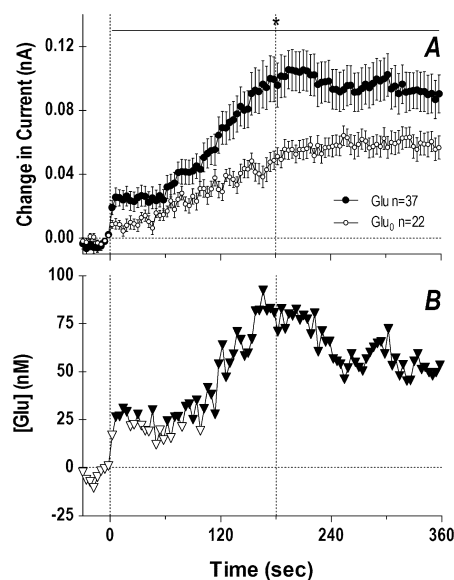 *
A
0.12
0.08
0.04
0.00
Change in Current (nA)
Glu n=37
Glu0 n=22
B
100
75
50
25
0
-25
[Glu] (nM)
0 120 240 360
Time (sec)